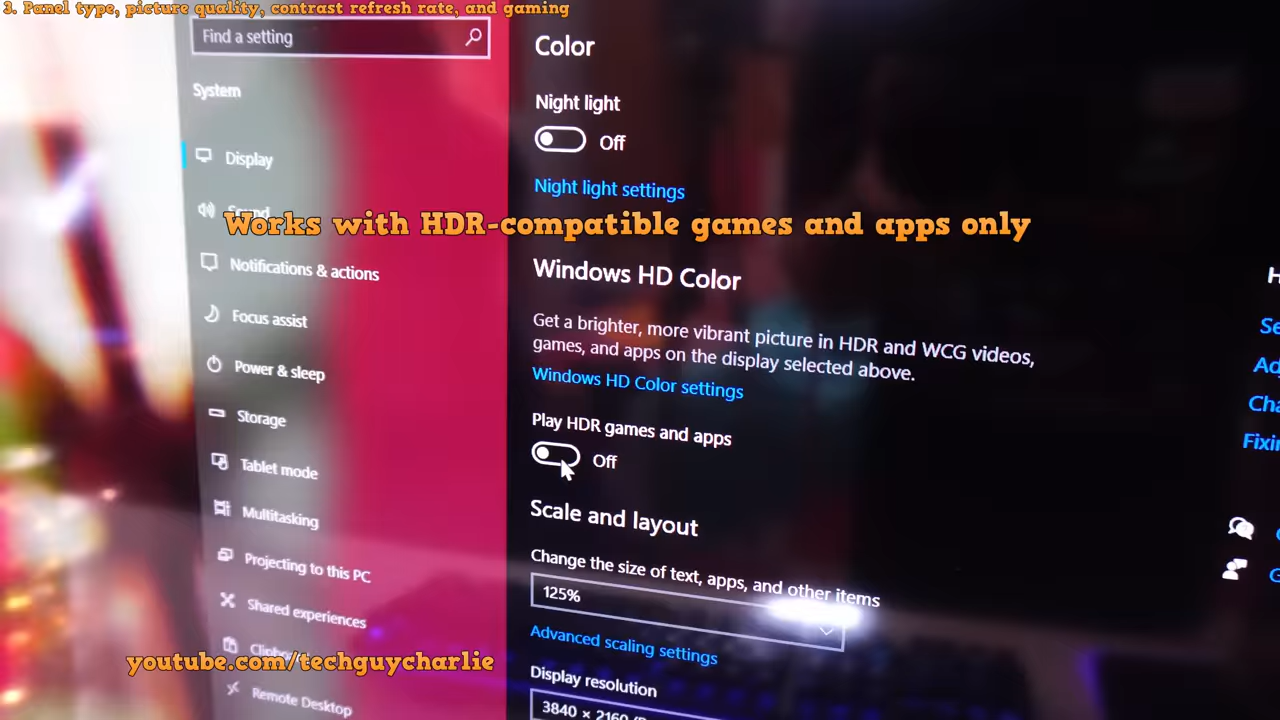 3. Panel type, picture quality, contrast refresh rate, and gaming
Find a setting
System
Display
Sound
Notifications & actions
Focus assist
Power & sleep
Storage
Tablet mode
Multitasking
Projecting to this PC
Shared experiences
Remote Desktop
Color
Night light
Off
Night light settings
Works with HDR-compatible games and apps only
Windows HD Color
Get a brighter, more vibrant picture in HDR and WCG videos,
games, and apps on the display selected above.
Windows HD Color settings
Play HDR games and apps
Off
Scale and layout
Change the size of text, apps, and other items
125%
Advanced scaling settings
Display resolution
3840 × 2160
youtube.com/techguycharlie